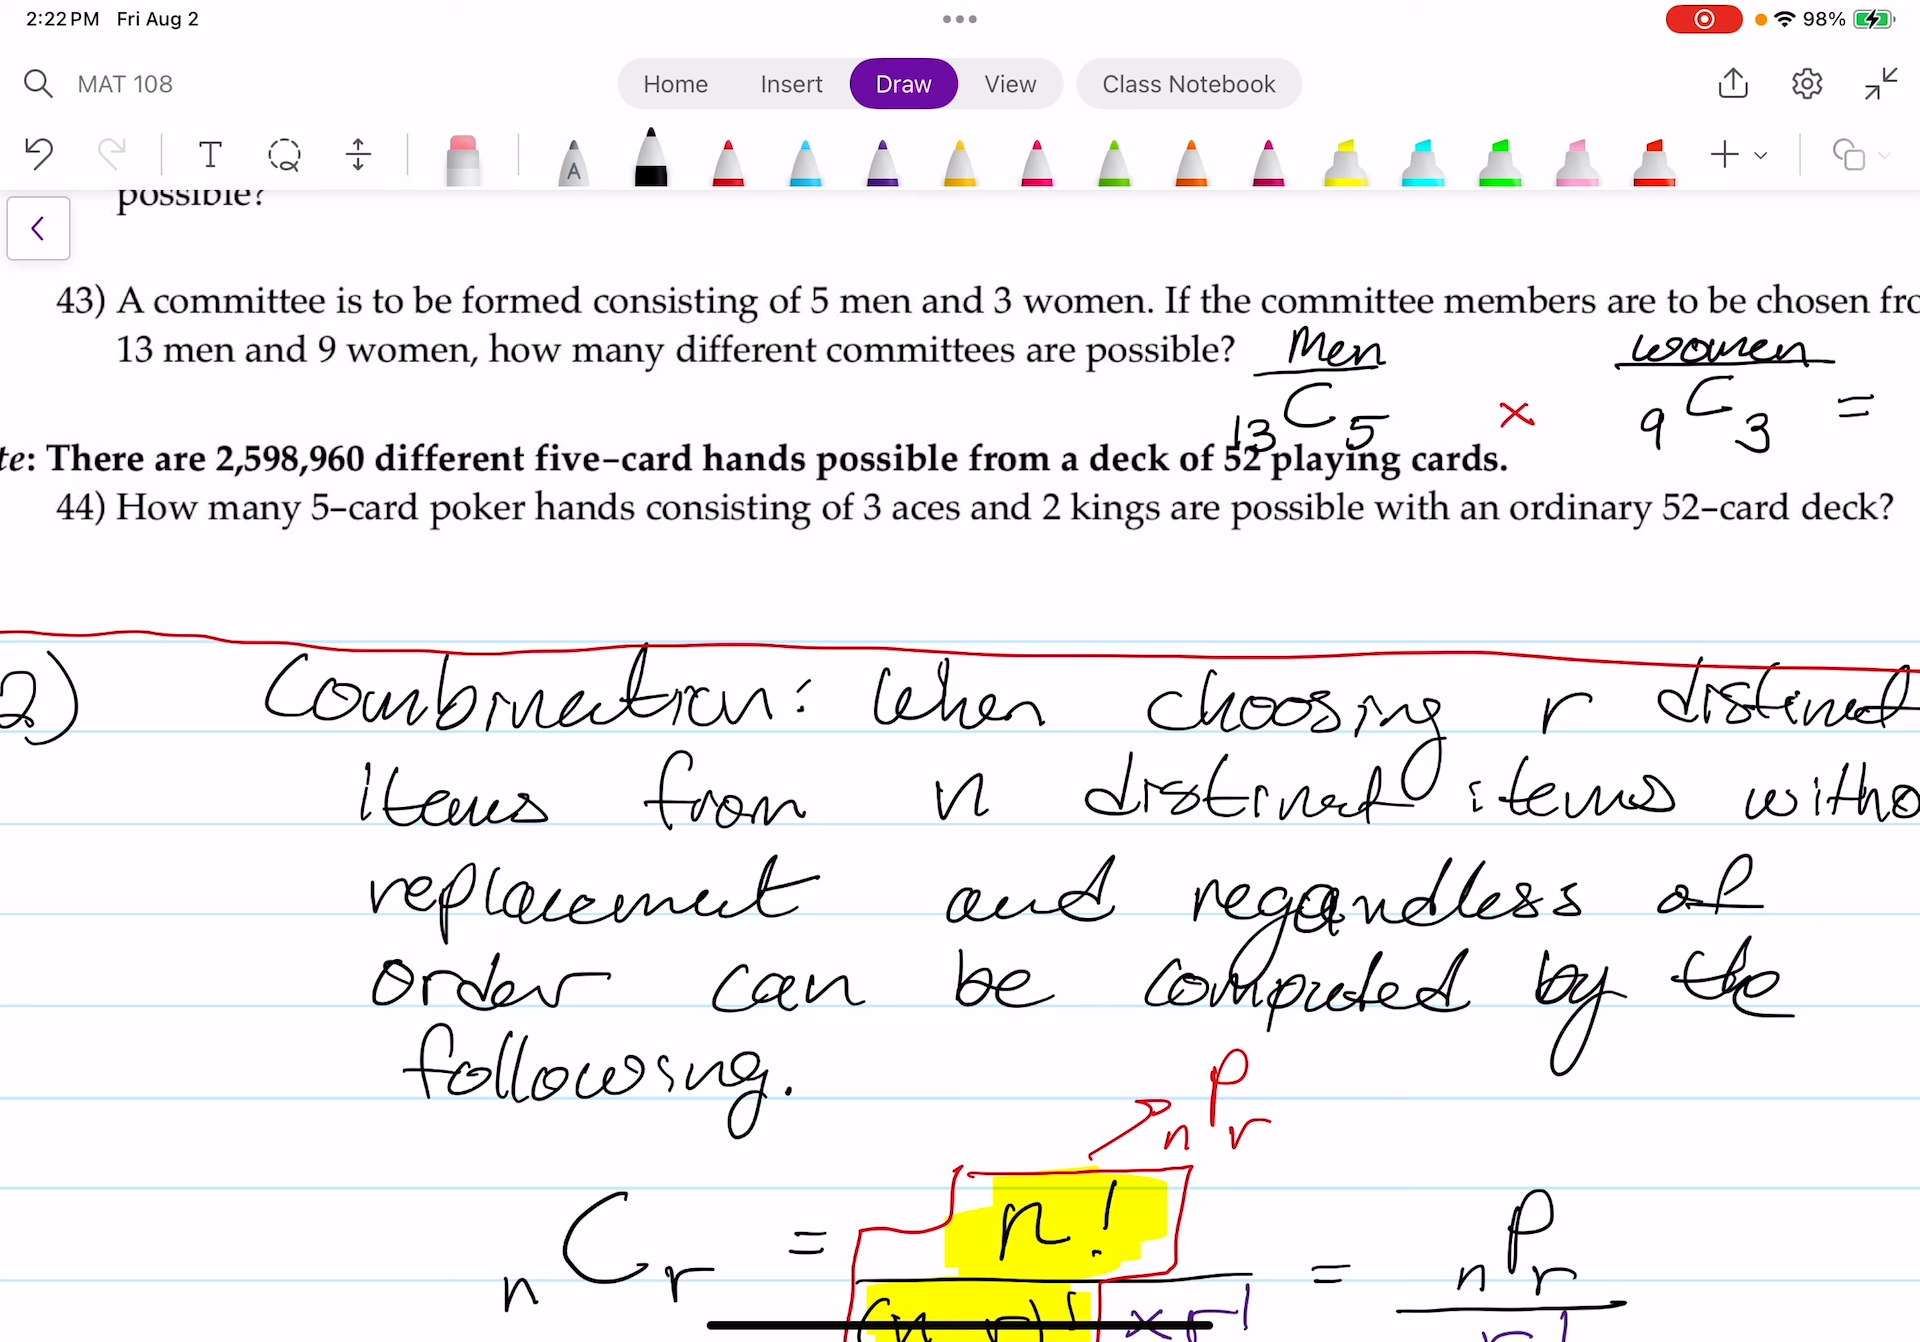 2:22 PM Fri Aug 2
98%
MAT 108
Home Insert Draw View Class Notebook
T
A
possible?
43) A committee is to be formed consisting of 5 men and 3 women. If the committee members are to be chosen fro
13 men and 9 women, how many different committees are possible? Men women
13C5 × 9C3 =
te: There are 2,598,960 different five-card hands possible from a deck of 52 playing cards.
44) How many 5-card poker hands consisting of 3 aces and 2 kings are possible with an ordinary 52-card deck?
2) Combination: When choosing r distinct
items from n distinct items witho
replacement and regardless of
order can be computed by the
following.
nPr
nCr = n! = nPr
(n-r)! × r! r!